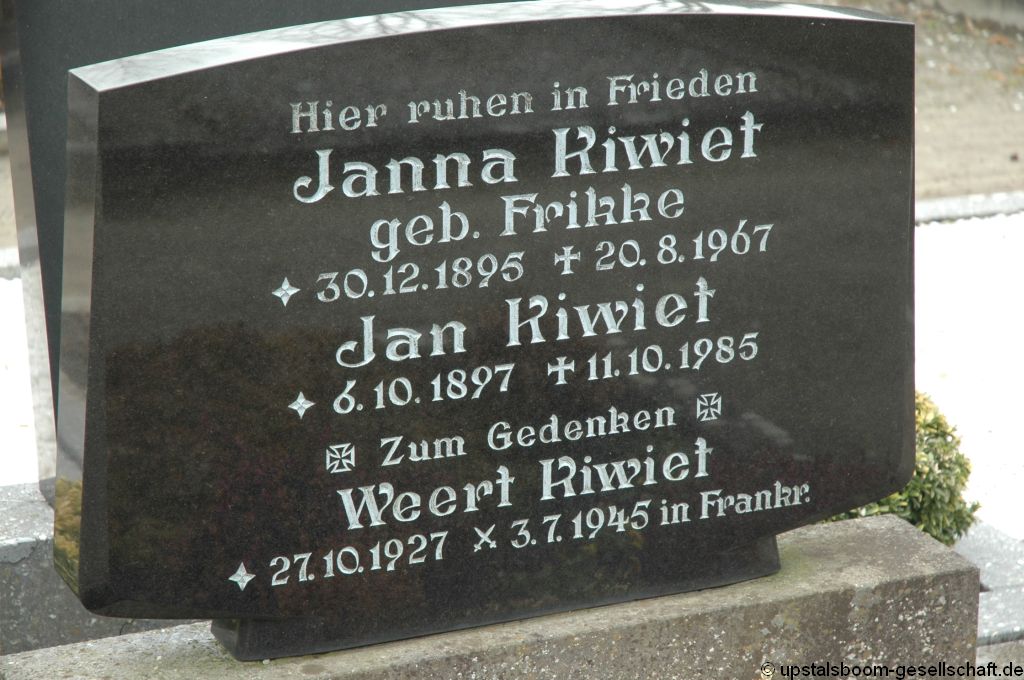 Hier ruhen in Frieden
Janna Kiwiet
geb. Frikke
✧ 30.12.1895 ✝ 20.8.1967
Jan Kiwiet
✧ 6.10.1897 ✝ 11.10.1985
✠ Zum Gedenken ✠
Weert Kiwiet
✧ 27.10.1927 ⚔ 3.7.1945 in Frankr.
© upstalsboom-gesellschaft.de